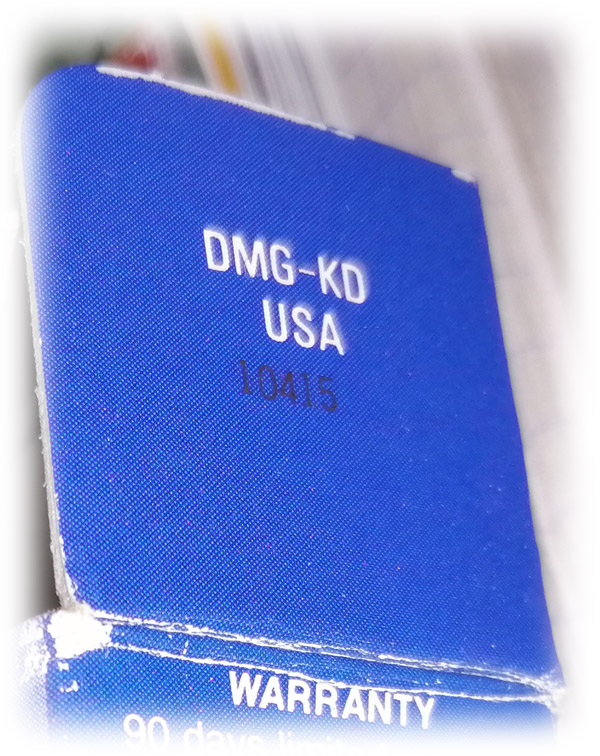 DMG-KD
USA
10415
WARRANTY
90 days